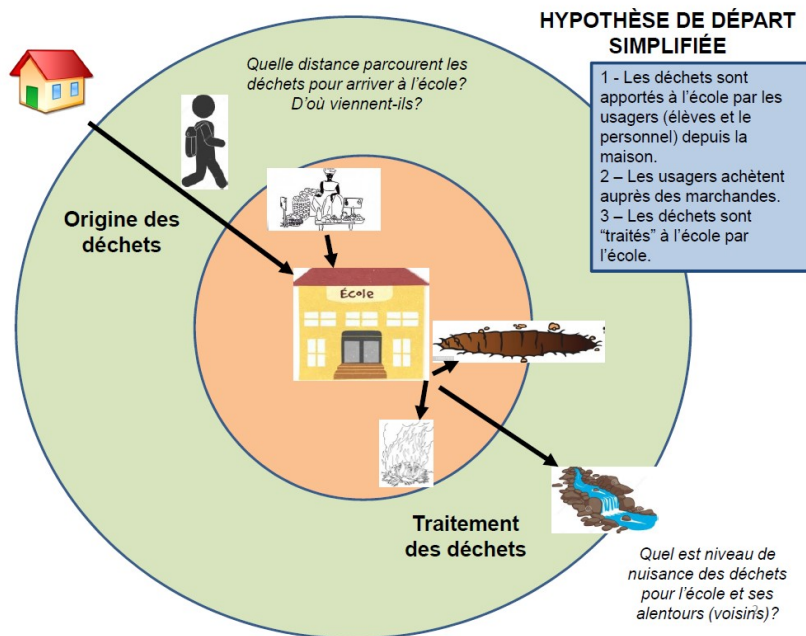 HYPOTHÈSE DE DÉPART
SIMPLIFIÉE
1 - Les déchets sont
apportés à l'école par les
usagers (élèves et le
personnel) depuis la
maison.
2 – Les usagers achètent
auprès des marchandes.
3 – Les déchets sont
“traités” à l'école par
l'école.
Quelle distance parcourent les
déchets pour arriver à l'école?
D'où viennent-ils?
Origine des
déchets
École
Traitement
des déchets
Quel est niveau de
nuisance des déchets
pour l'école et ses
alentours (voisins)?